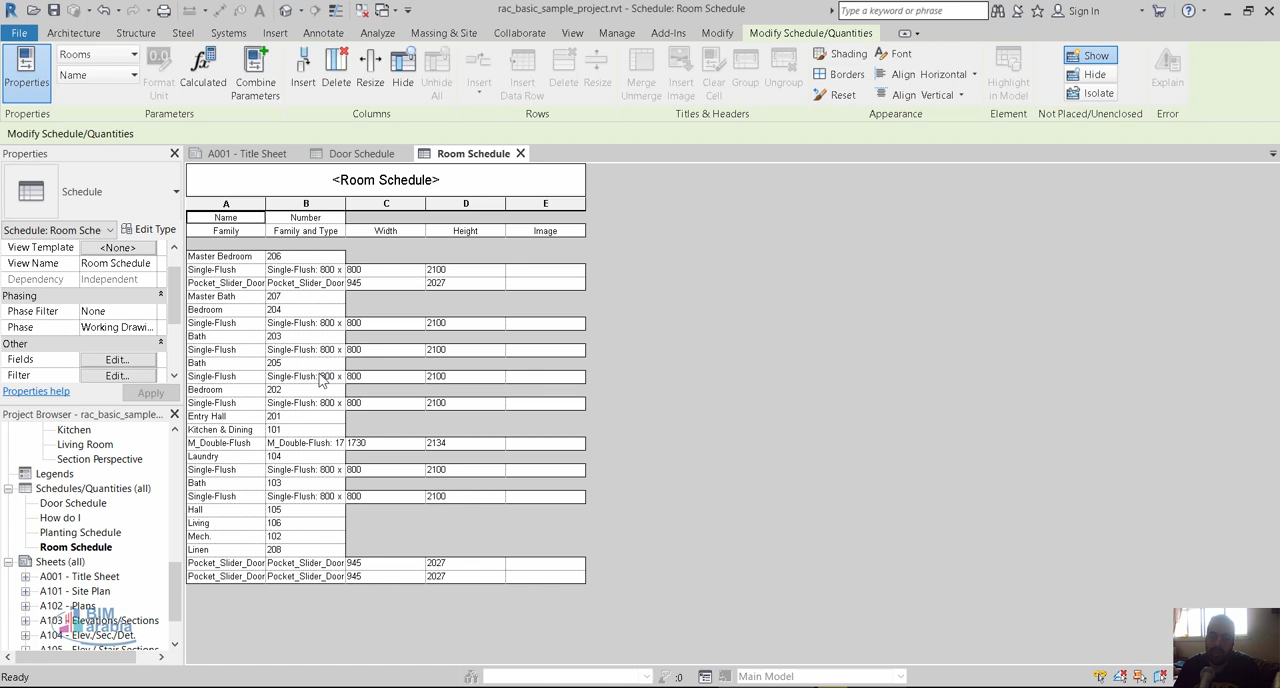 rac_basic_sample_project.rvt - Schedule: Room Schedule
Type a keyword or phrase
Sign In
File Architecture Structure Steel Systems Insert Annotate Analyze Massing & Site Collaborate View Manage Add-Ins Modify Modify Schedule/Quantities
Properties
Rooms
Name
Format Unit
Calculated
Combine Parameters
Insert Delete Resize Hide Unhide All
Insert Data Row
Delete Resize
Merge Unmerge
Insert Image
Clear Cell
Group Ungroup
Shading
Borders
Reset
Font
Align Horizontal
Align Vertical
Highlight in Model
Show
Hide
Isolate
Explain
Properties Parameters Columns Rows Titles & Headers Appearance Element Not Placed/Unenclosed Error
Modify Schedule/Quantities
Properties
Schedule
Schedule: Room Sche
Edit Type
View Template <None>
View Name Room Schedule
Dependency Independent
Phasing
Phase Filter None
Phase Working Drawi...
Other
Fields Edit...
Filter Edit...
Properties help
Apply
Project Browser - rac_basic_sample...
Kitchen
Living Room
Section Perspective
Legends
Schedules/Quantities (all)
Door Schedule
How do I
Planting Schedule
Room Schedule
Sheets (all)
A001 - Title Sheet
A101 - Site Plan
A102 - Plans
A103 - Elevations/Sections
A104 - Elev./Sec./Det.
A105 - Elev./ Stair Sections
BIM arabia
A001 - Title Sheet
Door Schedule
Room Schedule
<Room Schedule>
A B C D E
Name Number
Family Family and Type Width Height Image
Master Bedroom 206
Single-Flush Single-Flush: 800 x 800 2100
Pocket_Slider_Door Pocket_Slider_Door 945 2027
Master Bath 207
Bedroom 204
Single-Flush Single-Flush: 800 x 800 2100
Bath 203
Single-Flush Single-Flush: 800 x 800 2100
Bath 205
Single-Flush Single-Flush: 800 x 800 2100
Bedroom 202
Single-Flush Single-Flush: 800 x 800 2100
Entry Hall 201
Kitchen & Dining 101
M_Double-Flush M_Double-Flush: 17 1730 2134
Laundry 104
Single-Flush Single-Flush: 800 x 800 2100
Bath 103
Single-Flush Single-Flush: 800 x 800 2100
Hall 105
Living 106
Mech. 102
Linen 208
Pocket_Slider_Door Pocket_Slider_Door 945 2027
Pocket_Slider_Door Pocket_Slider_Door 945 2027
Ready
:0
Main Model